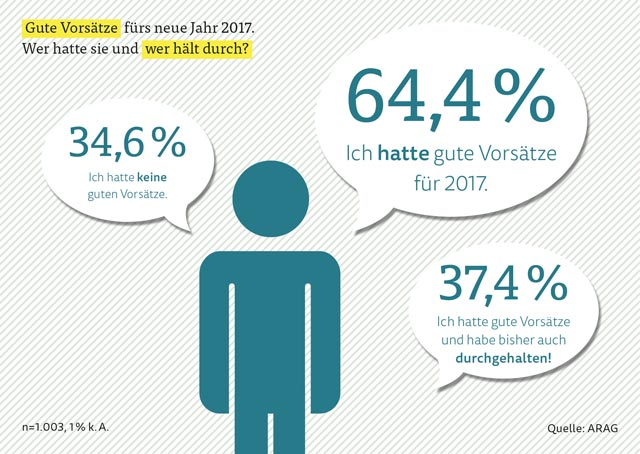 Gute Vorsätze fürs neue Jahr 2017.
Wer hatte sie und wer hält durch?
64,4 %
Ich hatte gute Vorsätze
für 2017.
34,6 %
Ich hatte keine
guten Vorsätze.
37,4 %
Ich hatte gute Vorsätze
und habe bisher auch
durchgehalten!
n=1.003, 1 % k. A.
Quelle: ARAG